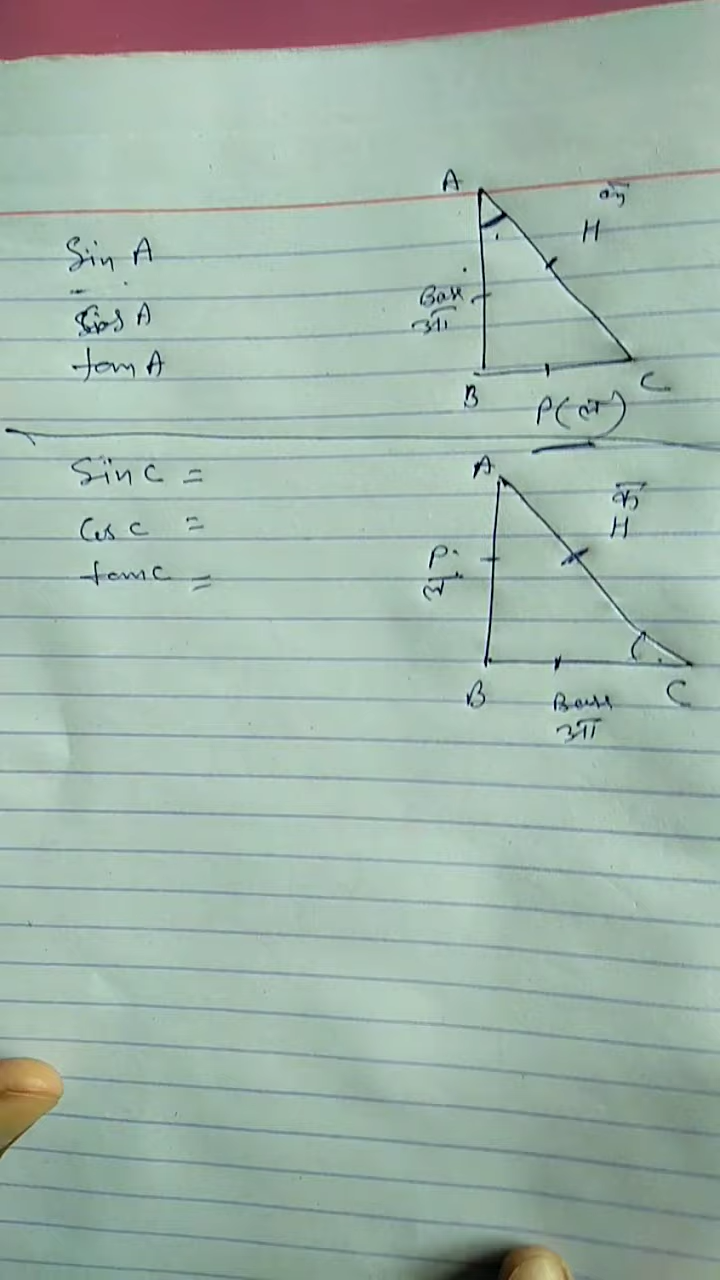 A
H
Sin A
Cos A
tan A
Base
B
C
P(लं)
Sin C =
Cos C =
tan C =
A
H
P
B
Base
C